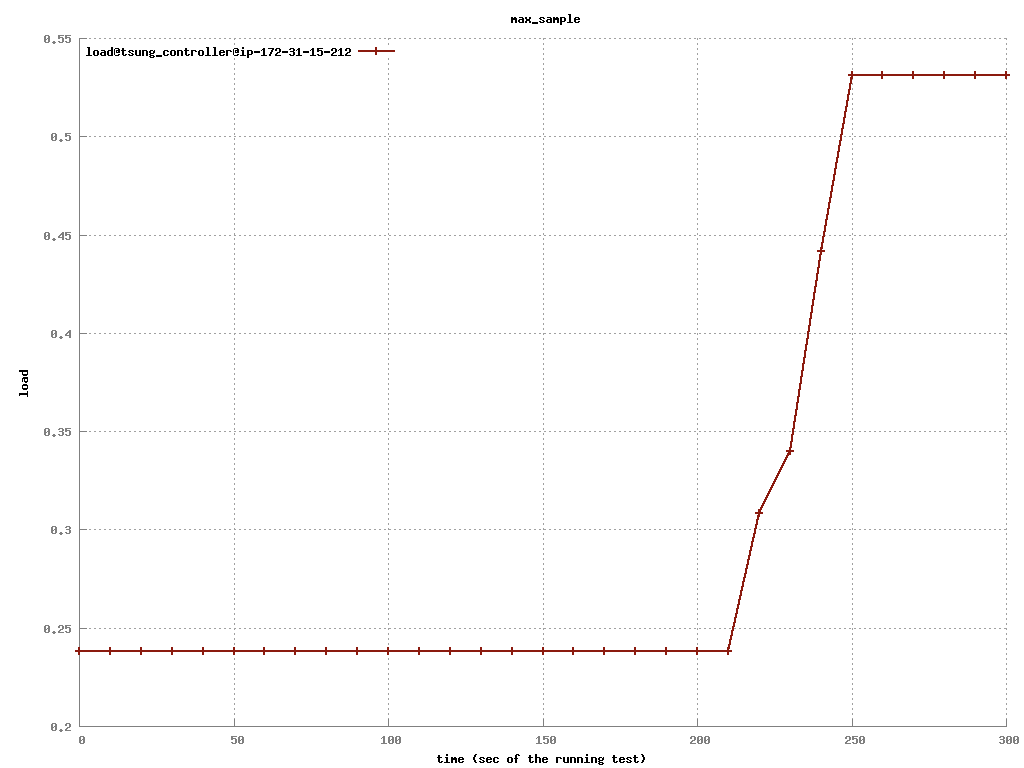 max_sample
load@tsung_controller@ip-172-31-15-212
0.55
0.5
0.45
0.4
0.35
0.3
0.25
0.2
load
0 50 100 150 200 250 300
time (sec of the running test)